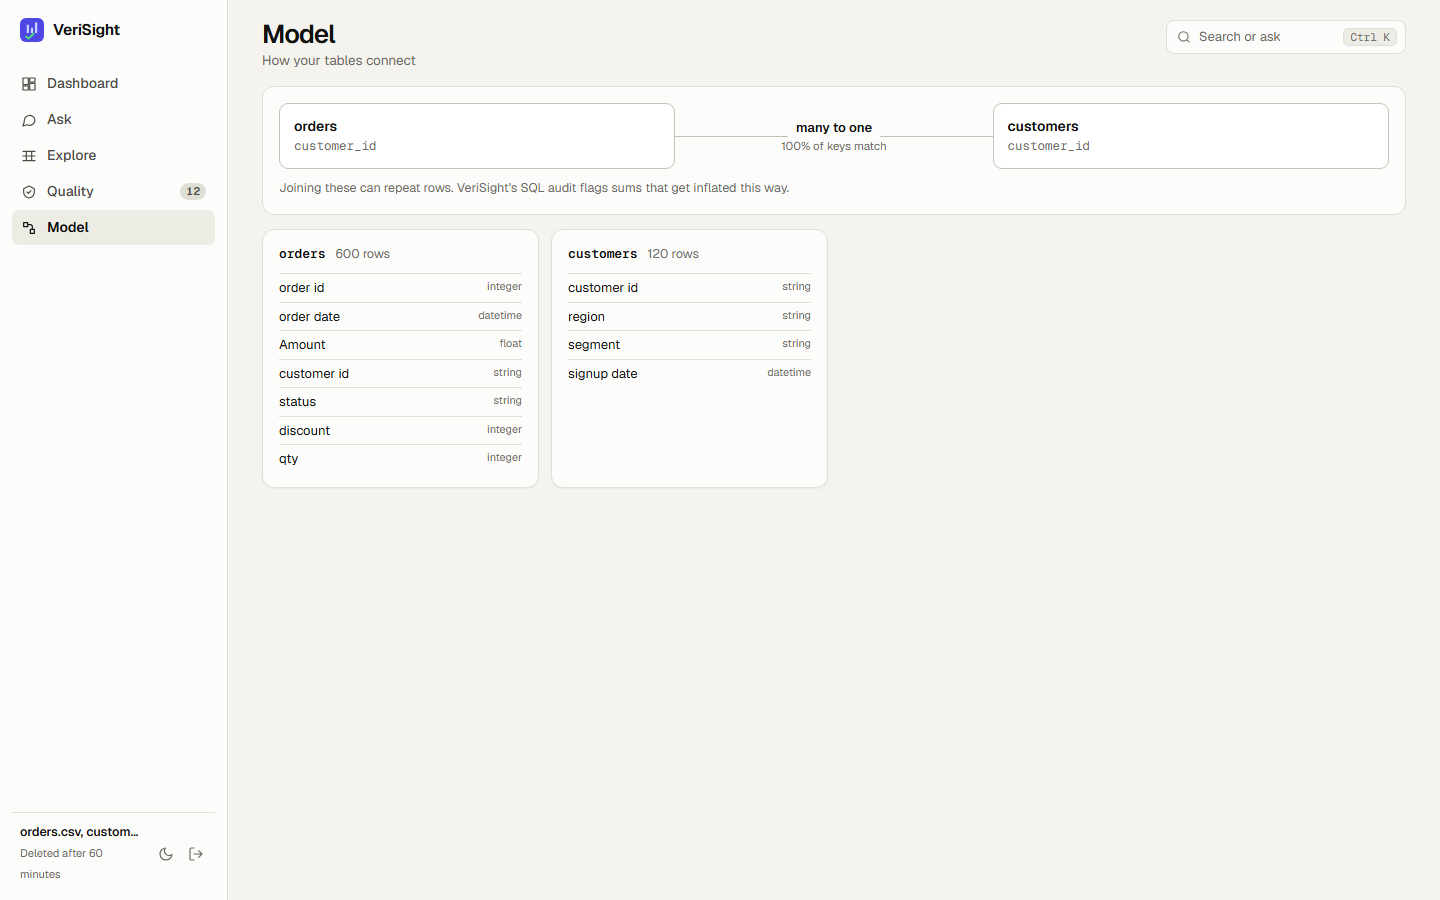 VeriSight
Dashboard
Ask
Explore
Quality 12
Model
orders.csv, custom...
Deleted after 60
minutes
Model
How your tables connect
Search or ask Ctrl K
orders
customer_id
many to one
100% of keys match
customers
customer_id
Joining these can repeat rows. VeriSight's SQL audit flags sums that get inflated this way.
orders 600 rows
order id integer
order date datetime
Amount float
customer id string
status string
discount integer
qty integer
customers 120 rows
customer id string
region string
segment string
signup date datetime